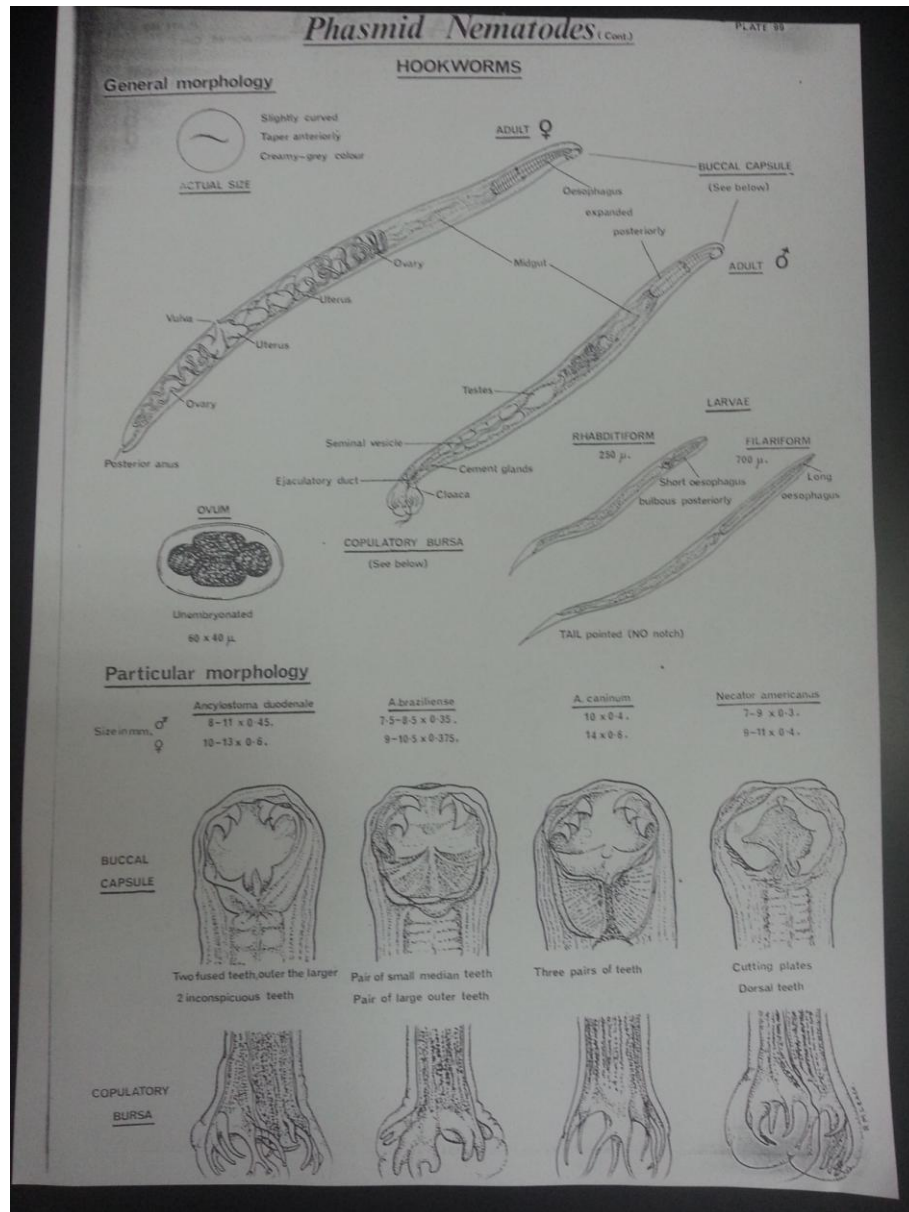 Phasmid Nematodes (Cont.)
PLATE
HOOKWORMS
General morphology
Slightly curved
Taper anteriorly
Creamy-grey colour
ACTUAL SIZE
ADULT ♀
BUCCAL CAPSULE
(See below)
Oesophagus
expanded
posteriorly
ADULT ♂
Ovary
Midgut
Uterus
Vulva
Uterus
Ovary
Testes
LARVAE
Seminal vesicle
RHABDITIFORM
250 μ.
FILARIFORM
700 μ.
Posterior anus
Cement glands
Short oesophagus
bulbous posteriorly
Long
oesophagus
Ejaculatory duct
Cloaca
OVUM
COPULATORY BURSA
(See below)
Unembryonated
60 x 40 μ
TAIL pointed (NO notch)
Particular morphology
Ancylostoma duodenale
A.braziliense
A. caninum
Necator americanus
Size in mm. ♂ 8-11 x 0·45. 7·5-8·5 x 0·35. 10 x 0·4. 7-9 x 0·3.
♀ 10-13 x 0·6. 9-10·5 x 0·375. 14 x 0·6. 9-11 x 0·4.
BUCCAL
CAPSULE
Two fused teeth,outer the larger
2 inconspicuous teeth
Pair of small median teeth
Pair of large outer teeth
Three pairs of teeth
Cutting plates
Dorsal teeth
COPULATORY
BURSA